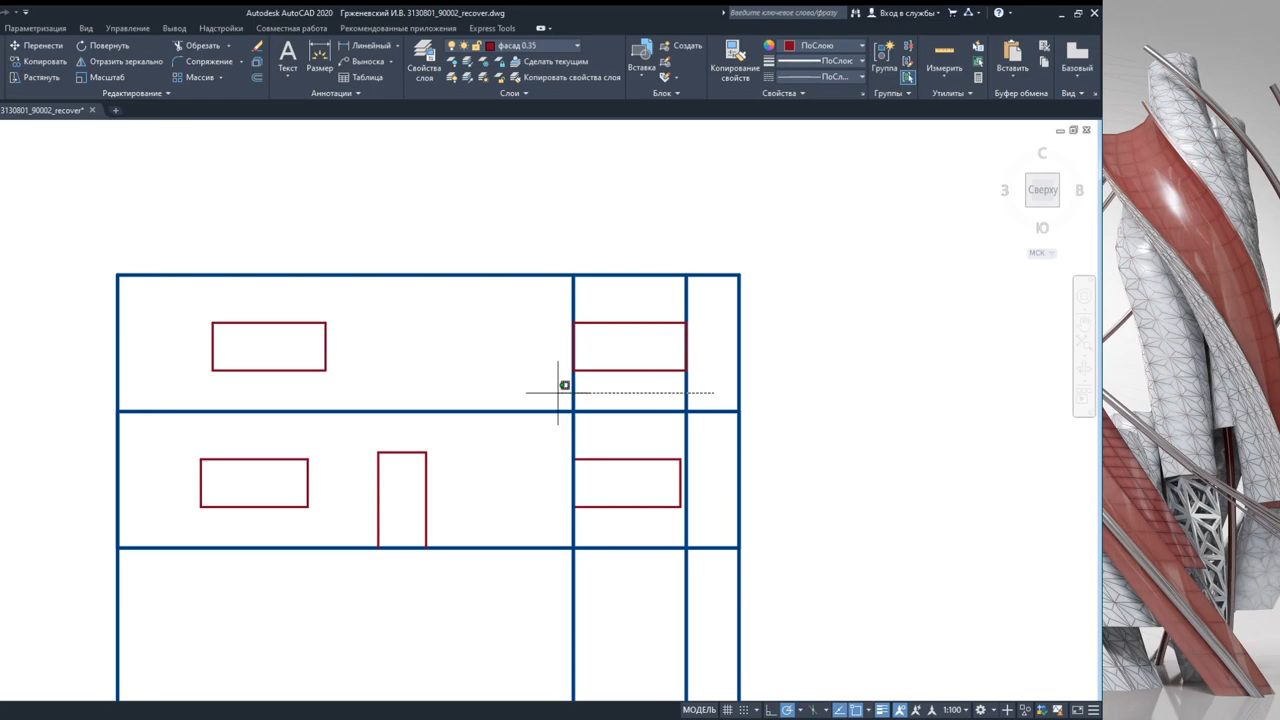 Autodesk AutoCAD 2020 Грженевский И.В. 3130801_90002_recover.dwg
Введите ключевое слово/фразу
Вход в службы
Параметризация Вид Управление Вывод Надстройки Совместная работа Рекомендованные приложения Express Tools
Перенести Повернуть Обрезать
Копировать Отразить зеркально Сопряжение
Растянуть Масштаб Массив
Редактирование
Текст Размер
Линейный
Выноска
Таблица
Аннотации
Свойства слоя
фасад 0.35
Сделать текущим
Копировать свойства слоя
Слои
Вставка
Создать
Блок
Копирование свойств
ПоСлою
ПоСлою
ПоСл...
Свойства
Группа
Группы
Измерить
Утилиты
Вставить
Буфер обмена
Базовый
Вид
3130801_90002_recover*
С
З Сверху В
Ю
МСК
МОДЕЛЬ 1:100